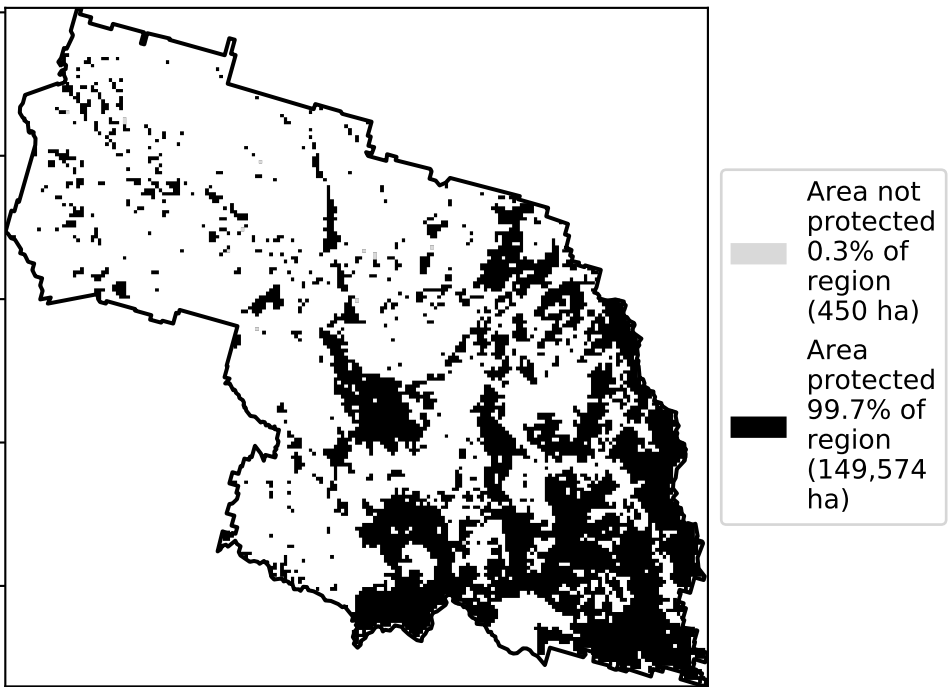 Area not
protected
0.3% of
region
(450 ha)
Area
protected
99.7% of
region
(149,574
ha)